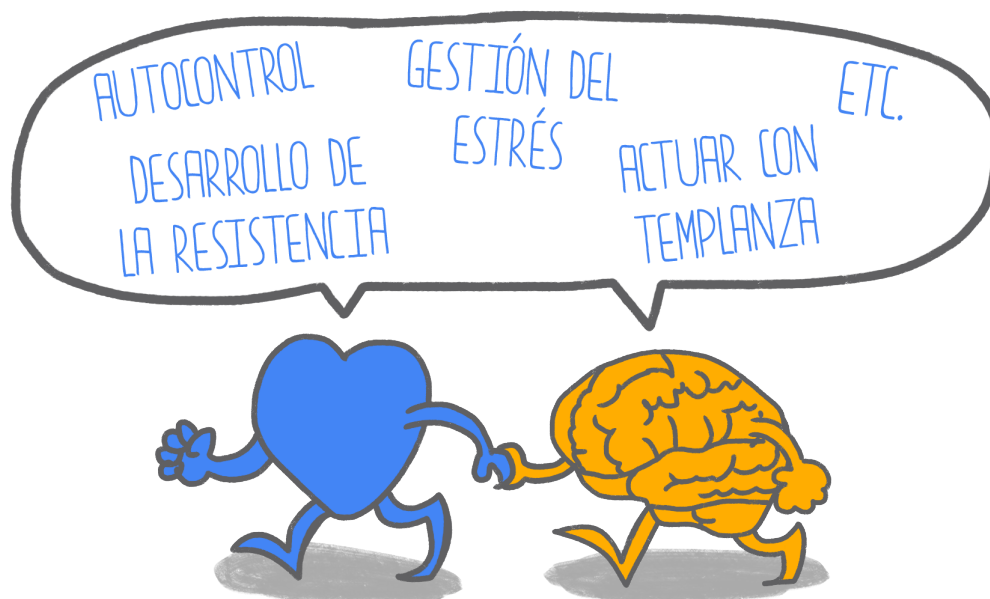 AUTOCONTROL
GESTIÓN DEL
ESTRÉS
ETC.
DESARROLLO DE
LA RESISTENCIA
ACTUAR CON
TEMPLANZA